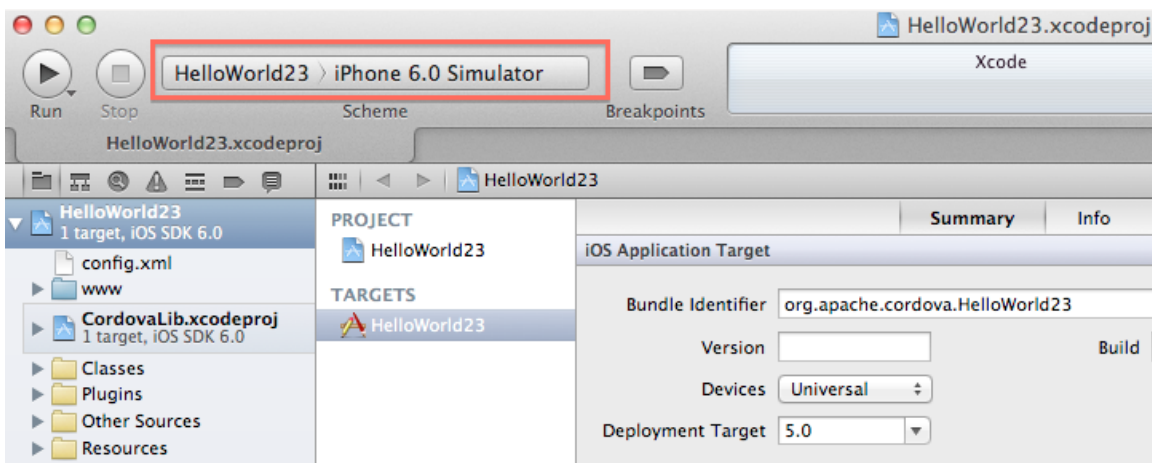 HelloWorld23.xcodeproj
HelloWorld23 > iPhone 6.0 Simulator
Xcode
Run Stop Scheme Breakpoints
HelloWorld23.xcodeproj
HelloWorld23
HelloWorld23
1 target, iOS SDK 6.0
config.xml
www
CordovaLib.xcodeproj
1 target, iOS SDK 6.0
Classes
Plugins
Other Sources
Resources
PROJECT
HelloWorld23
TARGETS
HelloWorld23
Summary Info
iOS Application Target
Bundle Identifier org.apache.cordova.HelloWorld23
Version Build
Devices Universal
Deployment Target 5.0